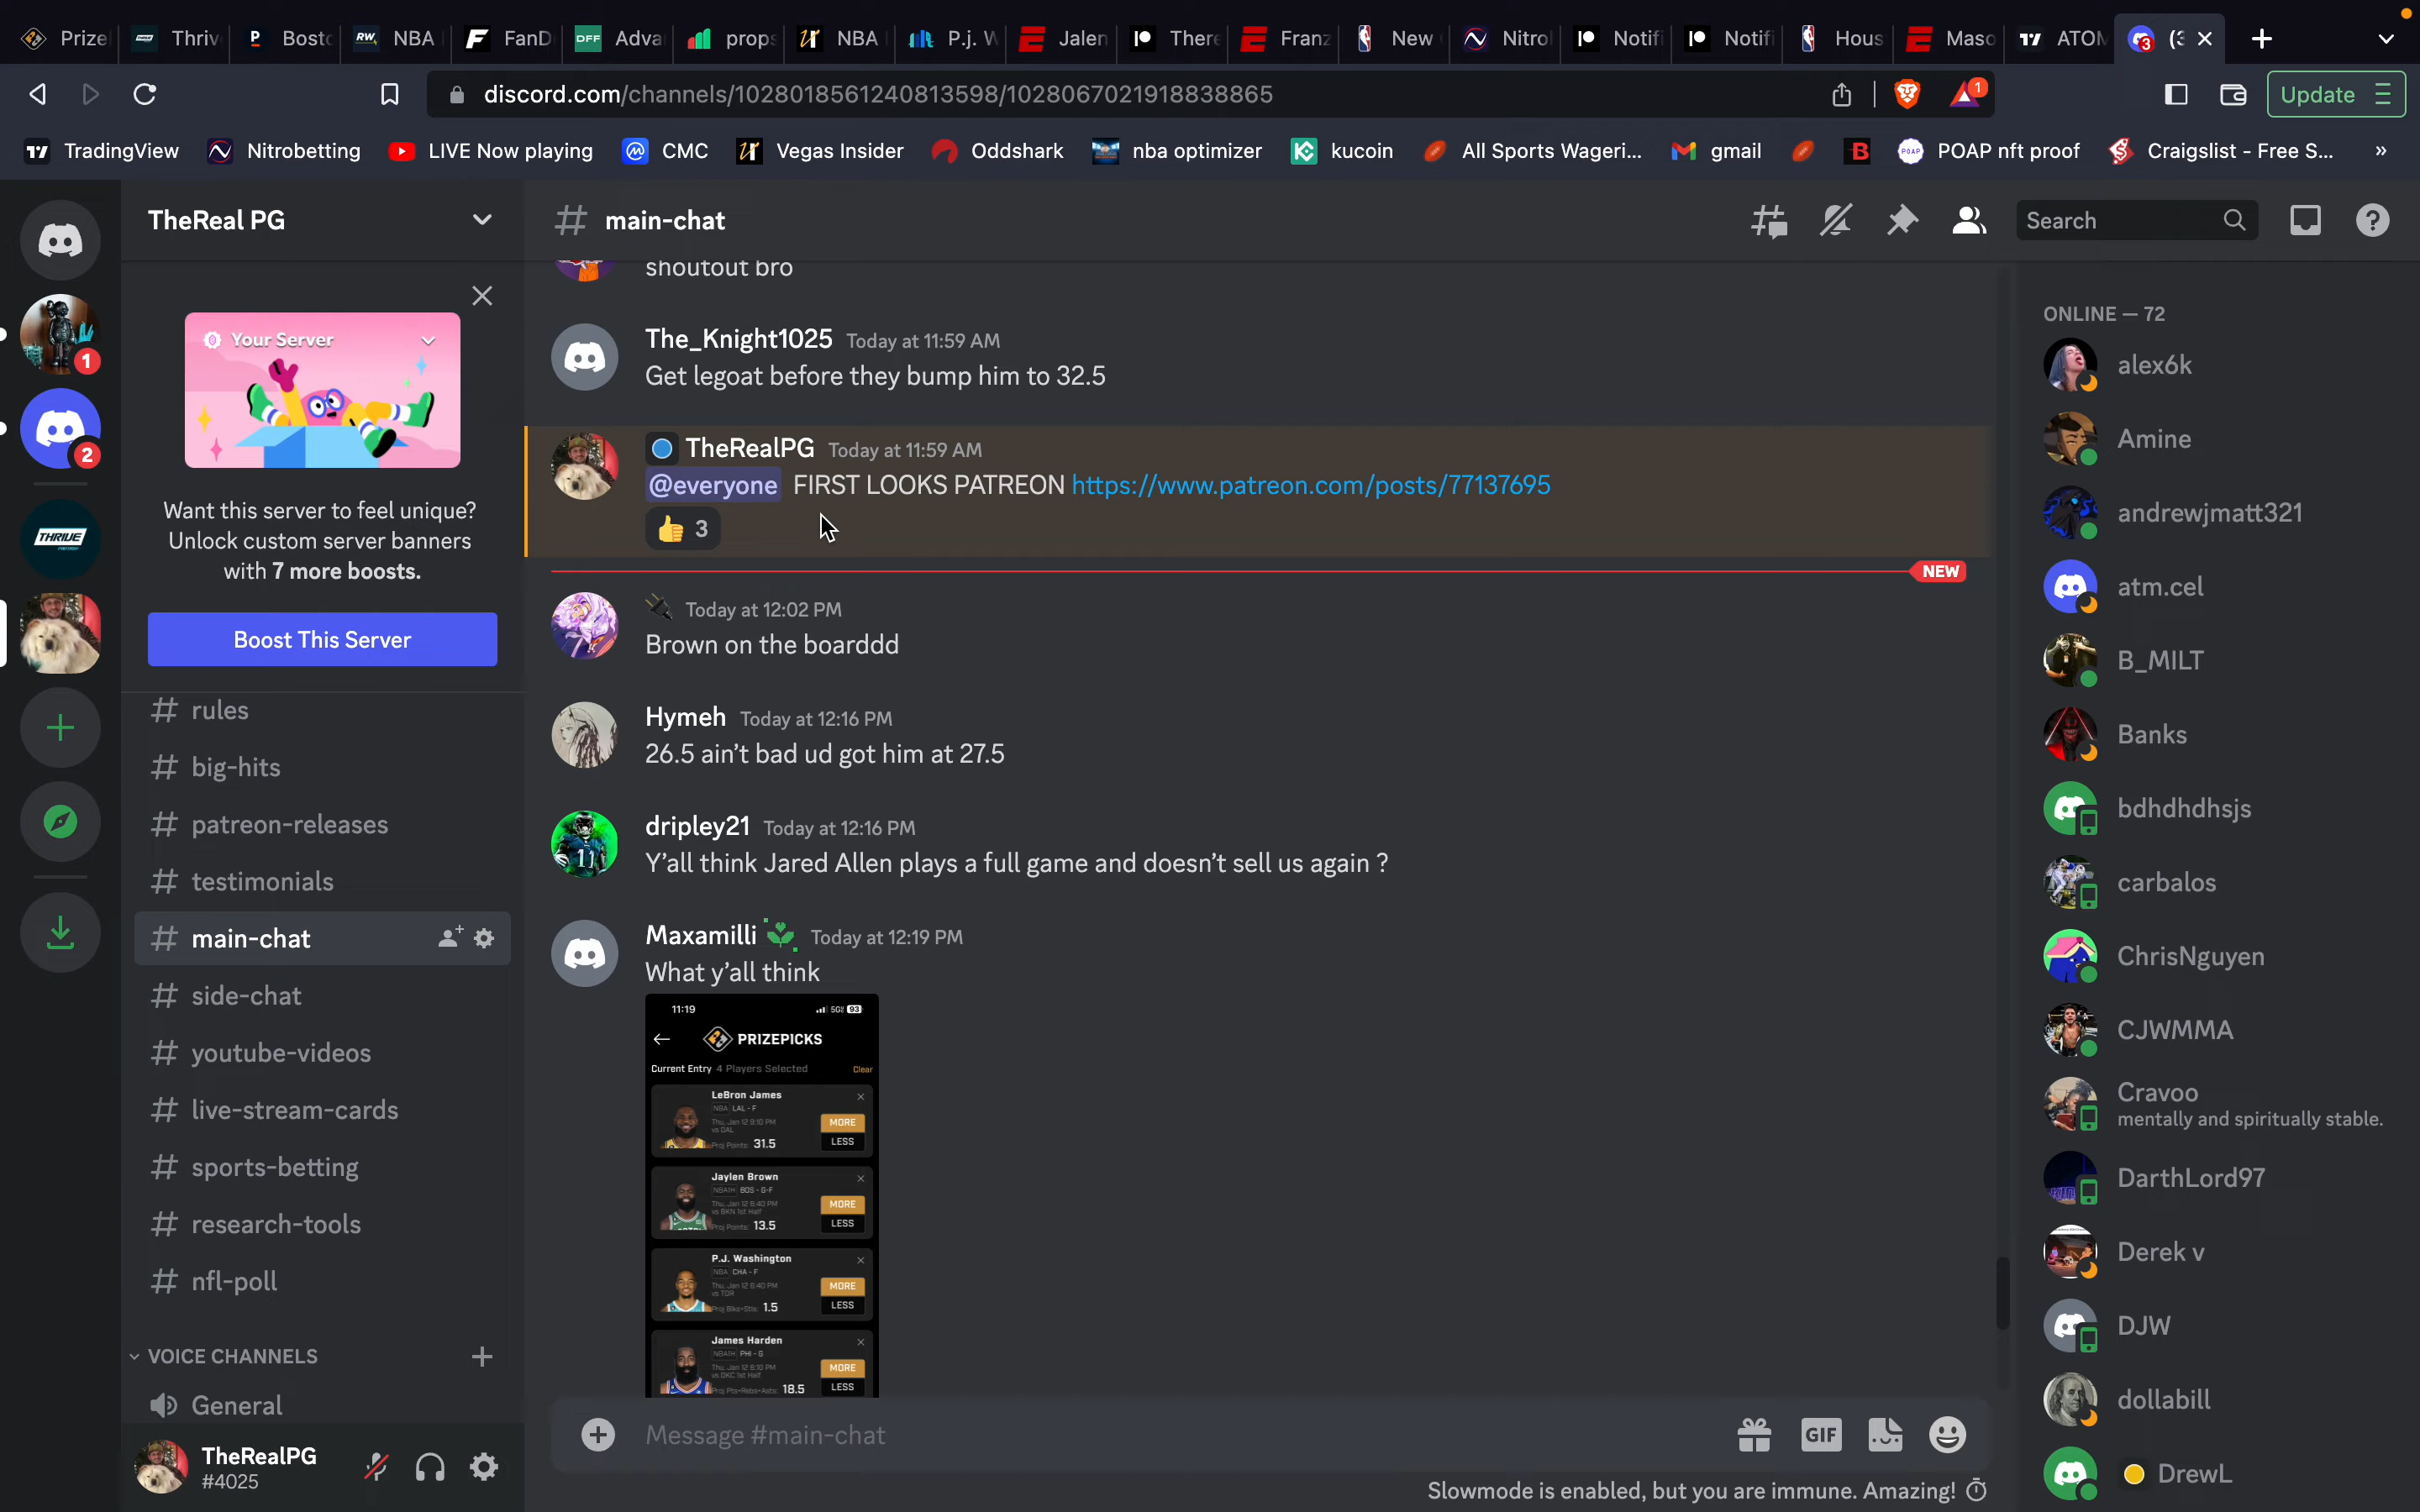 Prize
Thriv
Bosto
NBA
FanD
Adva
props
NBA
P.j. W
Jalen
There
Franz
New
Nitro
Notifi
Notifi
Hous
Maso
ATOM
(3
discord.com/channels/1028018561240813598/1028067021918838865
1
Update
TradingView
Nitrobetting
LIVE Now playing
CMC
Vegas Insider
Oddshark
nba optimizer
kucoin
All Sports Wageri...
gmail
POAP nft proof
Craigslist - Free S...
»
TheReal PG
main-chat
Search
1
2
THRIVE
Your Server
Want this server to feel unique?
Unlock custom server banners
with 7 more boosts.
Boost This Server
rules
big-hits
patreon-releases
testimonials
main-chat
side-chat
youtube-videos
live-stream-cards
sports-betting
research-tools
nfl-poll
VOICE CHANNELS
General
TheRealPG
#4025
shoutout bro
The_Knight1025 Today at 11:59 AM
Get legoat before they bump him to 32.5
TheRealPG Today at 11:59 AM
@everyone FIRST LOOKS PATREON https://www.patreon.com/posts/77137695
👍 3
NEW
🔌 Today at 12:02 PM
Brown on the boarddd
Hymeh Today at 12:16 PM
26.5 ain't bad ud got him at 27.5
dripley21 Today at 12:16 PM
Y'all think Jared Allen plays a full game and doesn't sell us again ?
Maxamilli Today at 12:19 PM
What y'all think
11:19
93
PRIZEPICKS
Current Entry 4 Players Selected Clear
LeBron James
NBA LAL - F
Thu, Jan 12 9:10 PM
vs DAL
Proj Points: 31.5
MORE
LESS
Jaylen Brown
NBA1H BOS - G-F
Thu, Jan 12 6:40 PM
vs BKN 1st Half
Proj Points: 13.5
MORE
LESS
P.J. Washington
NBA CHA - F
Thu, Jan 12 6:40 PM
vs TOR
Proj Blks+Stls: 1.5
MORE
LESS
James Harden
NBA1H PHI - G
Thu, Jan 12 6:10 PM
vs OKC 1st Half
Proj Pts+Rebs+Asts: 18.5
MORE
LESS
Message #main-chat
GIF
Slowmode is enabled, but you are immune. Amazing!
ONLINE — 72
alex6k
Amine
andrewjmatt321
atm.cel
B_MILT
Banks
bdhdhdhsjs
carbalos
ChrisNguyen
CJWMMA
Cravoo
mentally and spiritually stable.
DarthLord97
Derek v
DJW
dollabill
DrewL